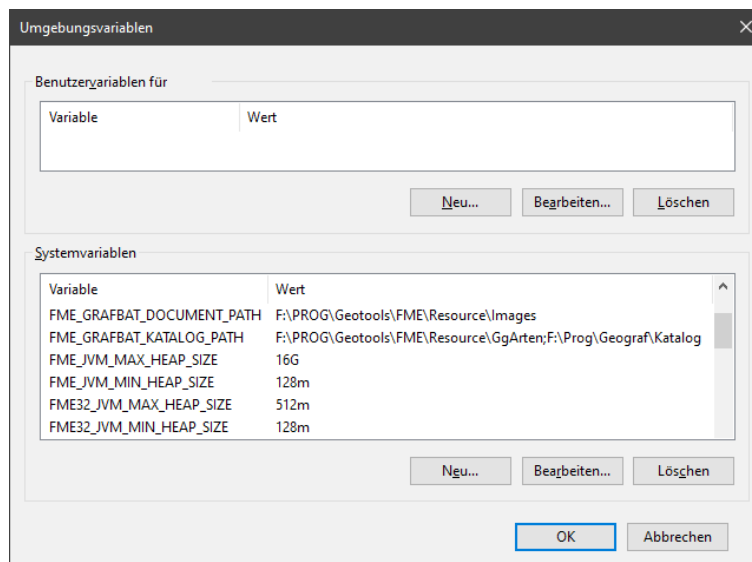 Umgebungsvariablen
Benutzervariablen für
Variable Wert
Neu... Bearbeiten... Löschen
Systemvariablen
Variable Wert
FME_GRAFBAT_DOCUMENT_PATH F:\PROG\Geotools\FME\Resource\Images
FME_GRAFBAT_KATALOG_PATH F:\PROG\Geotools\FME\Resource\GgArten;F:\Prog\Geograf\Katalog
FME_JVM_MAX_HEAP_SIZE 16G
FME_JVM_MIN_HEAP_SIZE 128m
FME32_JVM_MAX_HEAP_SIZE 512m
FME32_JVM_MIN_HEAP_SIZE 128m
Neu... Bearbeiten... Löschen
OK Abbrechen